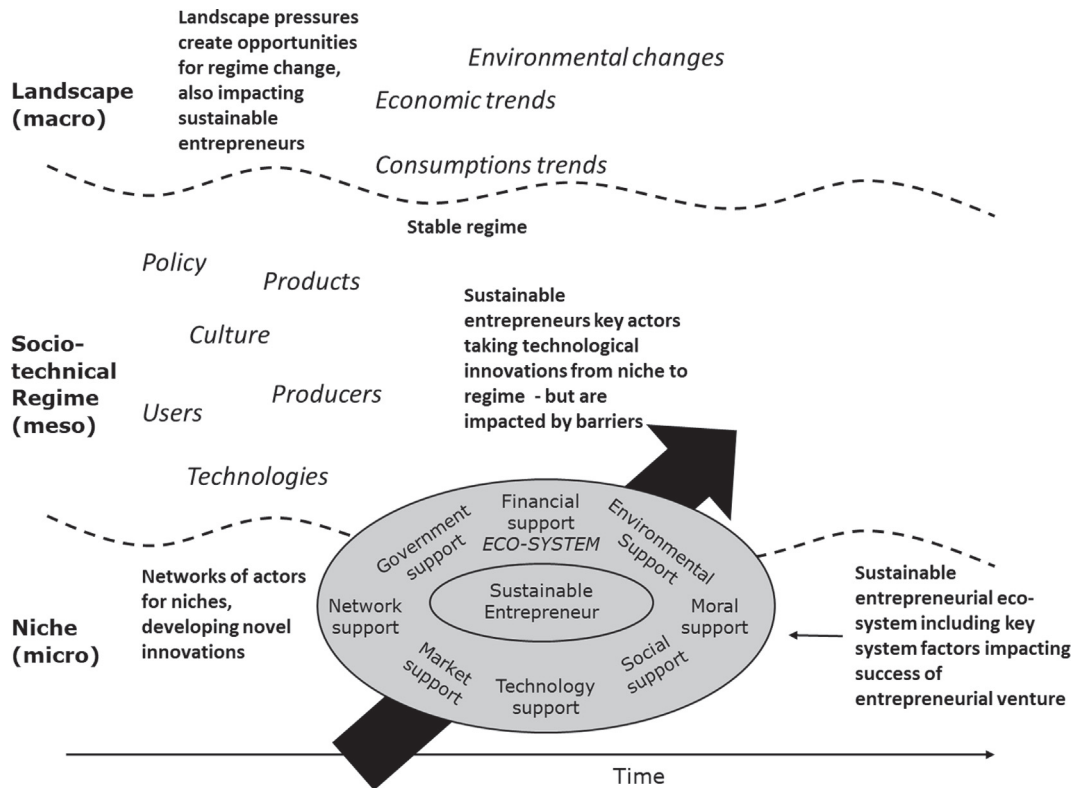 Landscape pressures
create opportunities
for regime change,
also impacting
sustainable
entrepreneurs
Environmental changes
Landscape
(macro)
Economic trends
Consumptions trends
Stable regime
Policy
Products
Culture
Socio-
technical
Regime
(meso)
Producers
Users
Technologies
Sustainable
entrepreneurs key actors
taking technological
innovations from niche to
regime - but are
impacted by barriers
Government
support
Financial
support
ECO-SYSTEM
Environmental
Support
Network
support
Sustainable
Entrepreneur
Moral
support
Market
support
Technology
support
Social
support
Niche
(micro)
Networks of actors
for niches,
developing novel
innovations
Sustainable
entrepreneurial eco-
system including key
system factors impacting
success of
entrepreneurial venture
Time